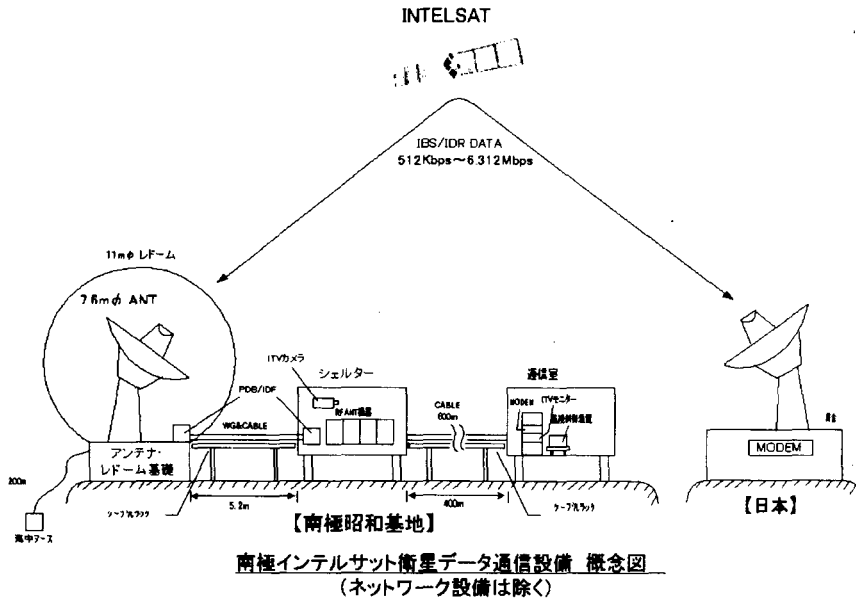 INTELSAT
IBS/IDR DATA
512Kbps～6.312Mbps
11mφ レドーム
7.6mφ ANT
ITVカメラ
シェルター
通信室
PDB/IDF
RF ANT機器
CABLE
600m
MODEM
ITVモニター
WG&CABLE
アンテナ・
レドーム基礎
MODEM
200m
ケーブルラック
5.2m
400m
ケーブルラック
海中アース
【南極昭和基地】
【日本】
南極インテルサット衛星データ通信設備 概念図
(ネットワーク設備は除く)